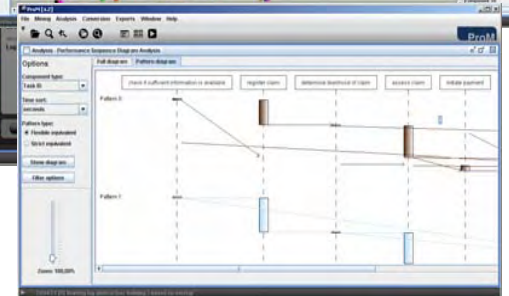 ProM [4.2]
File Mining Analysis Conversion Exports Window Help
ProM
Analysis - Performance Sequence Diagram Analysis
Options
Full diagram Pattern diagram
Component type:
Task ID
Time sort:
seconds
Pattern type:
Flexible equivalent
Strict equivalent
Show diagram
Filter options
Zoom: 100,00%
check if sufficient information is available
register claim
determine likelihood of claim
assess claim
initiate payment
Pattern 0
Pattern 1